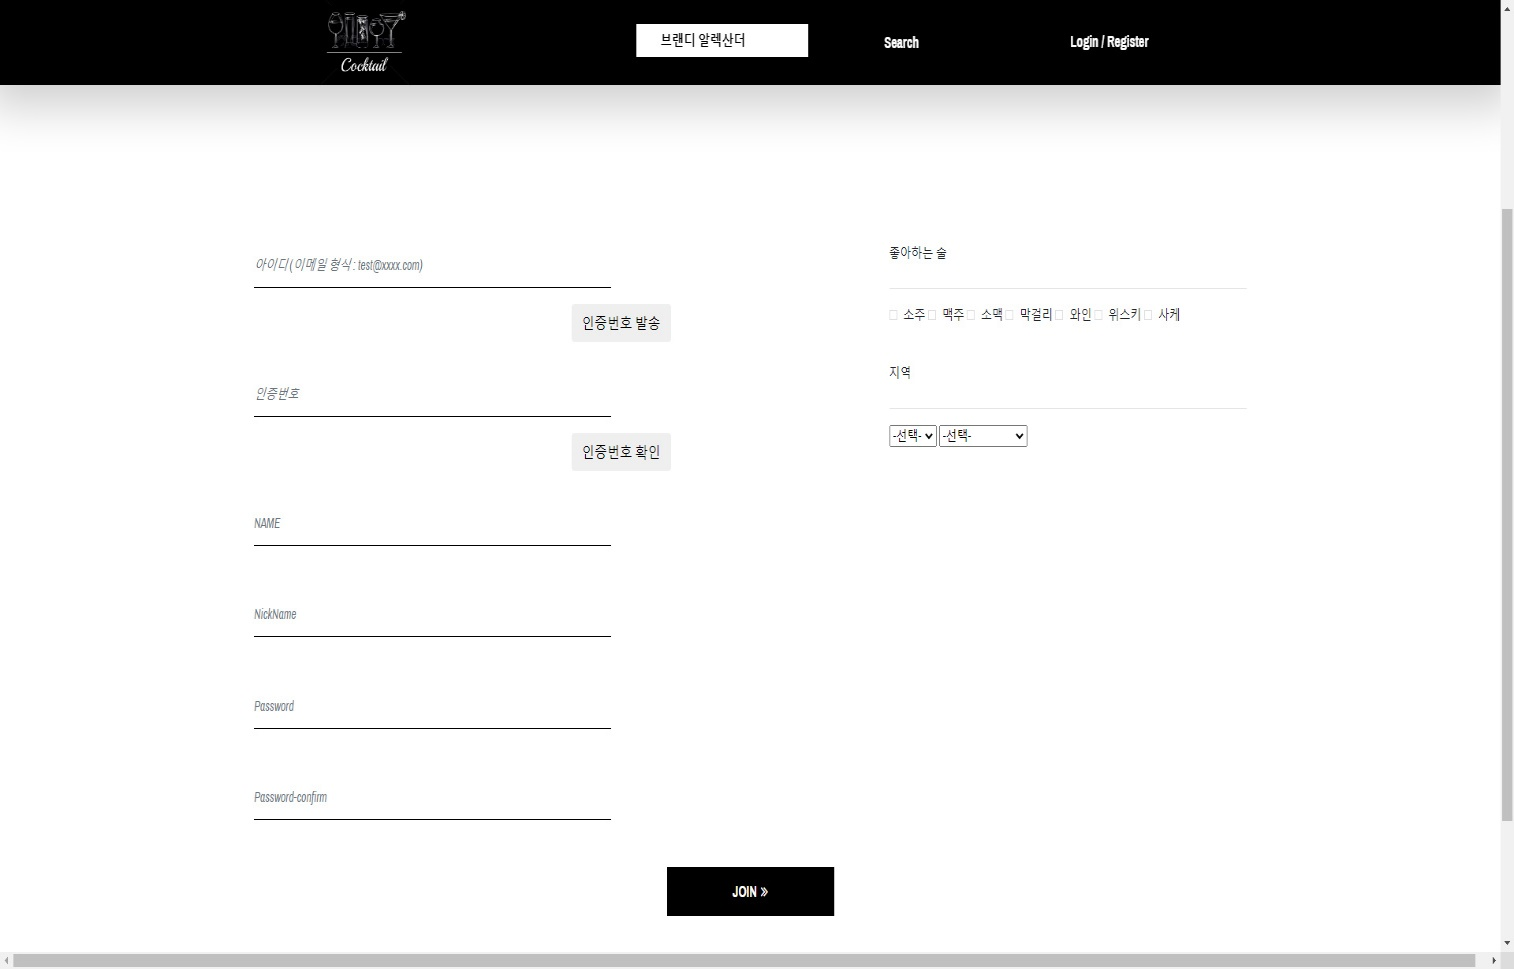 Cocktail
브랜디 알렉산더
Search
Login / Register
아이디 ( 이메일 형식 : test@xxxx.com)
인증번호 발송
인증번호
인증번호 확인
NAME
NickName
Password
Password-confirm
좋아하는 술
소주 맥주 소맥 막걸리 와인 위스키 사케
지역
-선택- -선택-
JOIN »